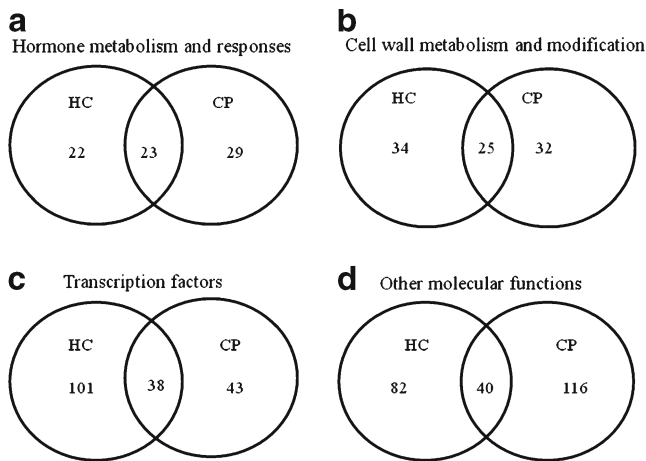 a
Hormone metabolism and responses
HC
CP
22
23
29
b
Cell wall metabolism and modification
HC
CP
34
25
32
c
Transcription factors
HC
CP
101
38
43
d
Other molecular functions
HC
CP
82
40
116